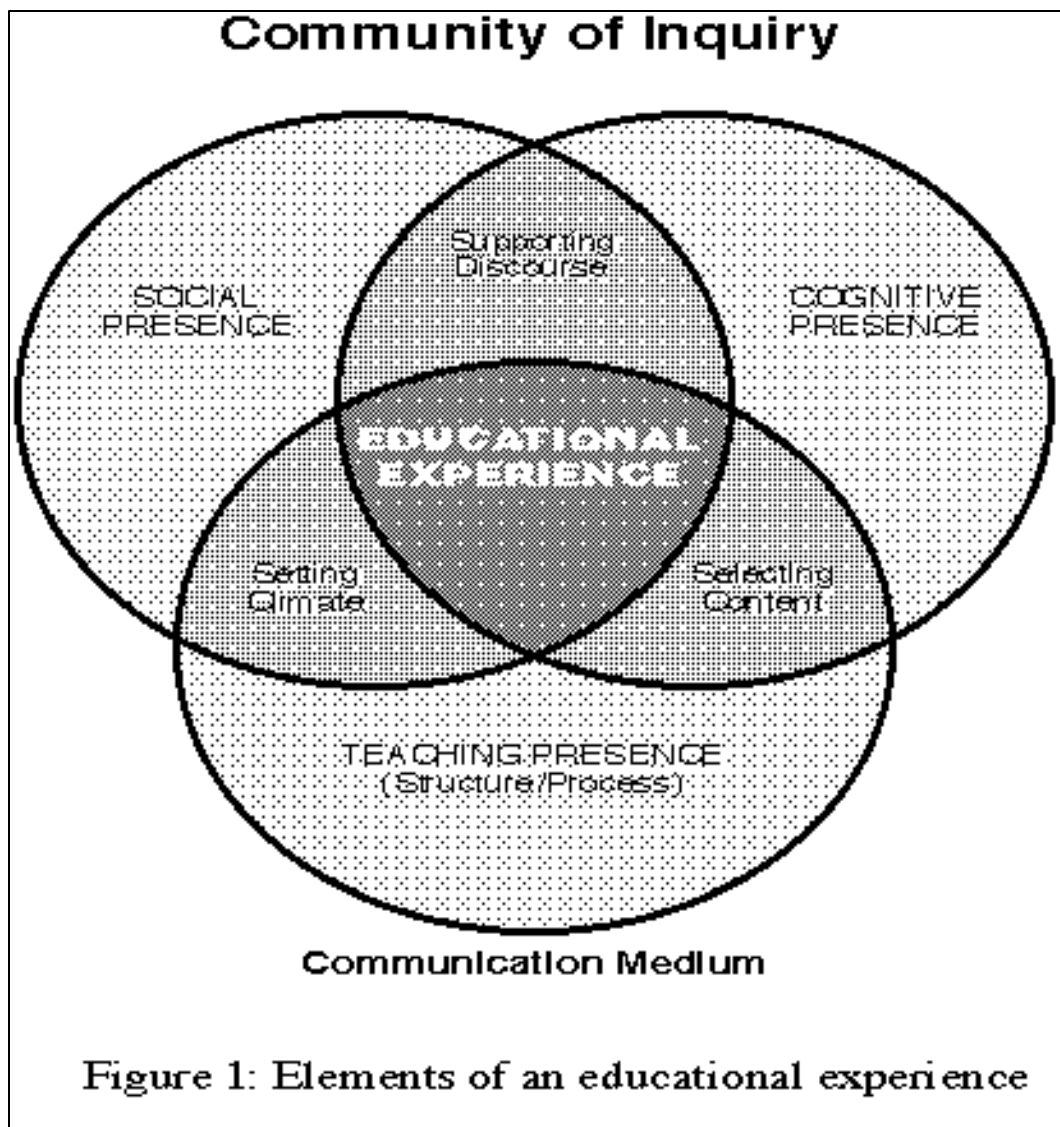 Community of Inquiry
Supporting
Discourse
SOCIAL
PRESENCE
COGNITIVE
PRESENCE
EDUCATIONAL
EXPERIENCE
Setting
Climate
Selecting
Content
TEACHING PRESENCE
(Structure/Process)
Communication Medium
Figure 1: Elements of an educational experience